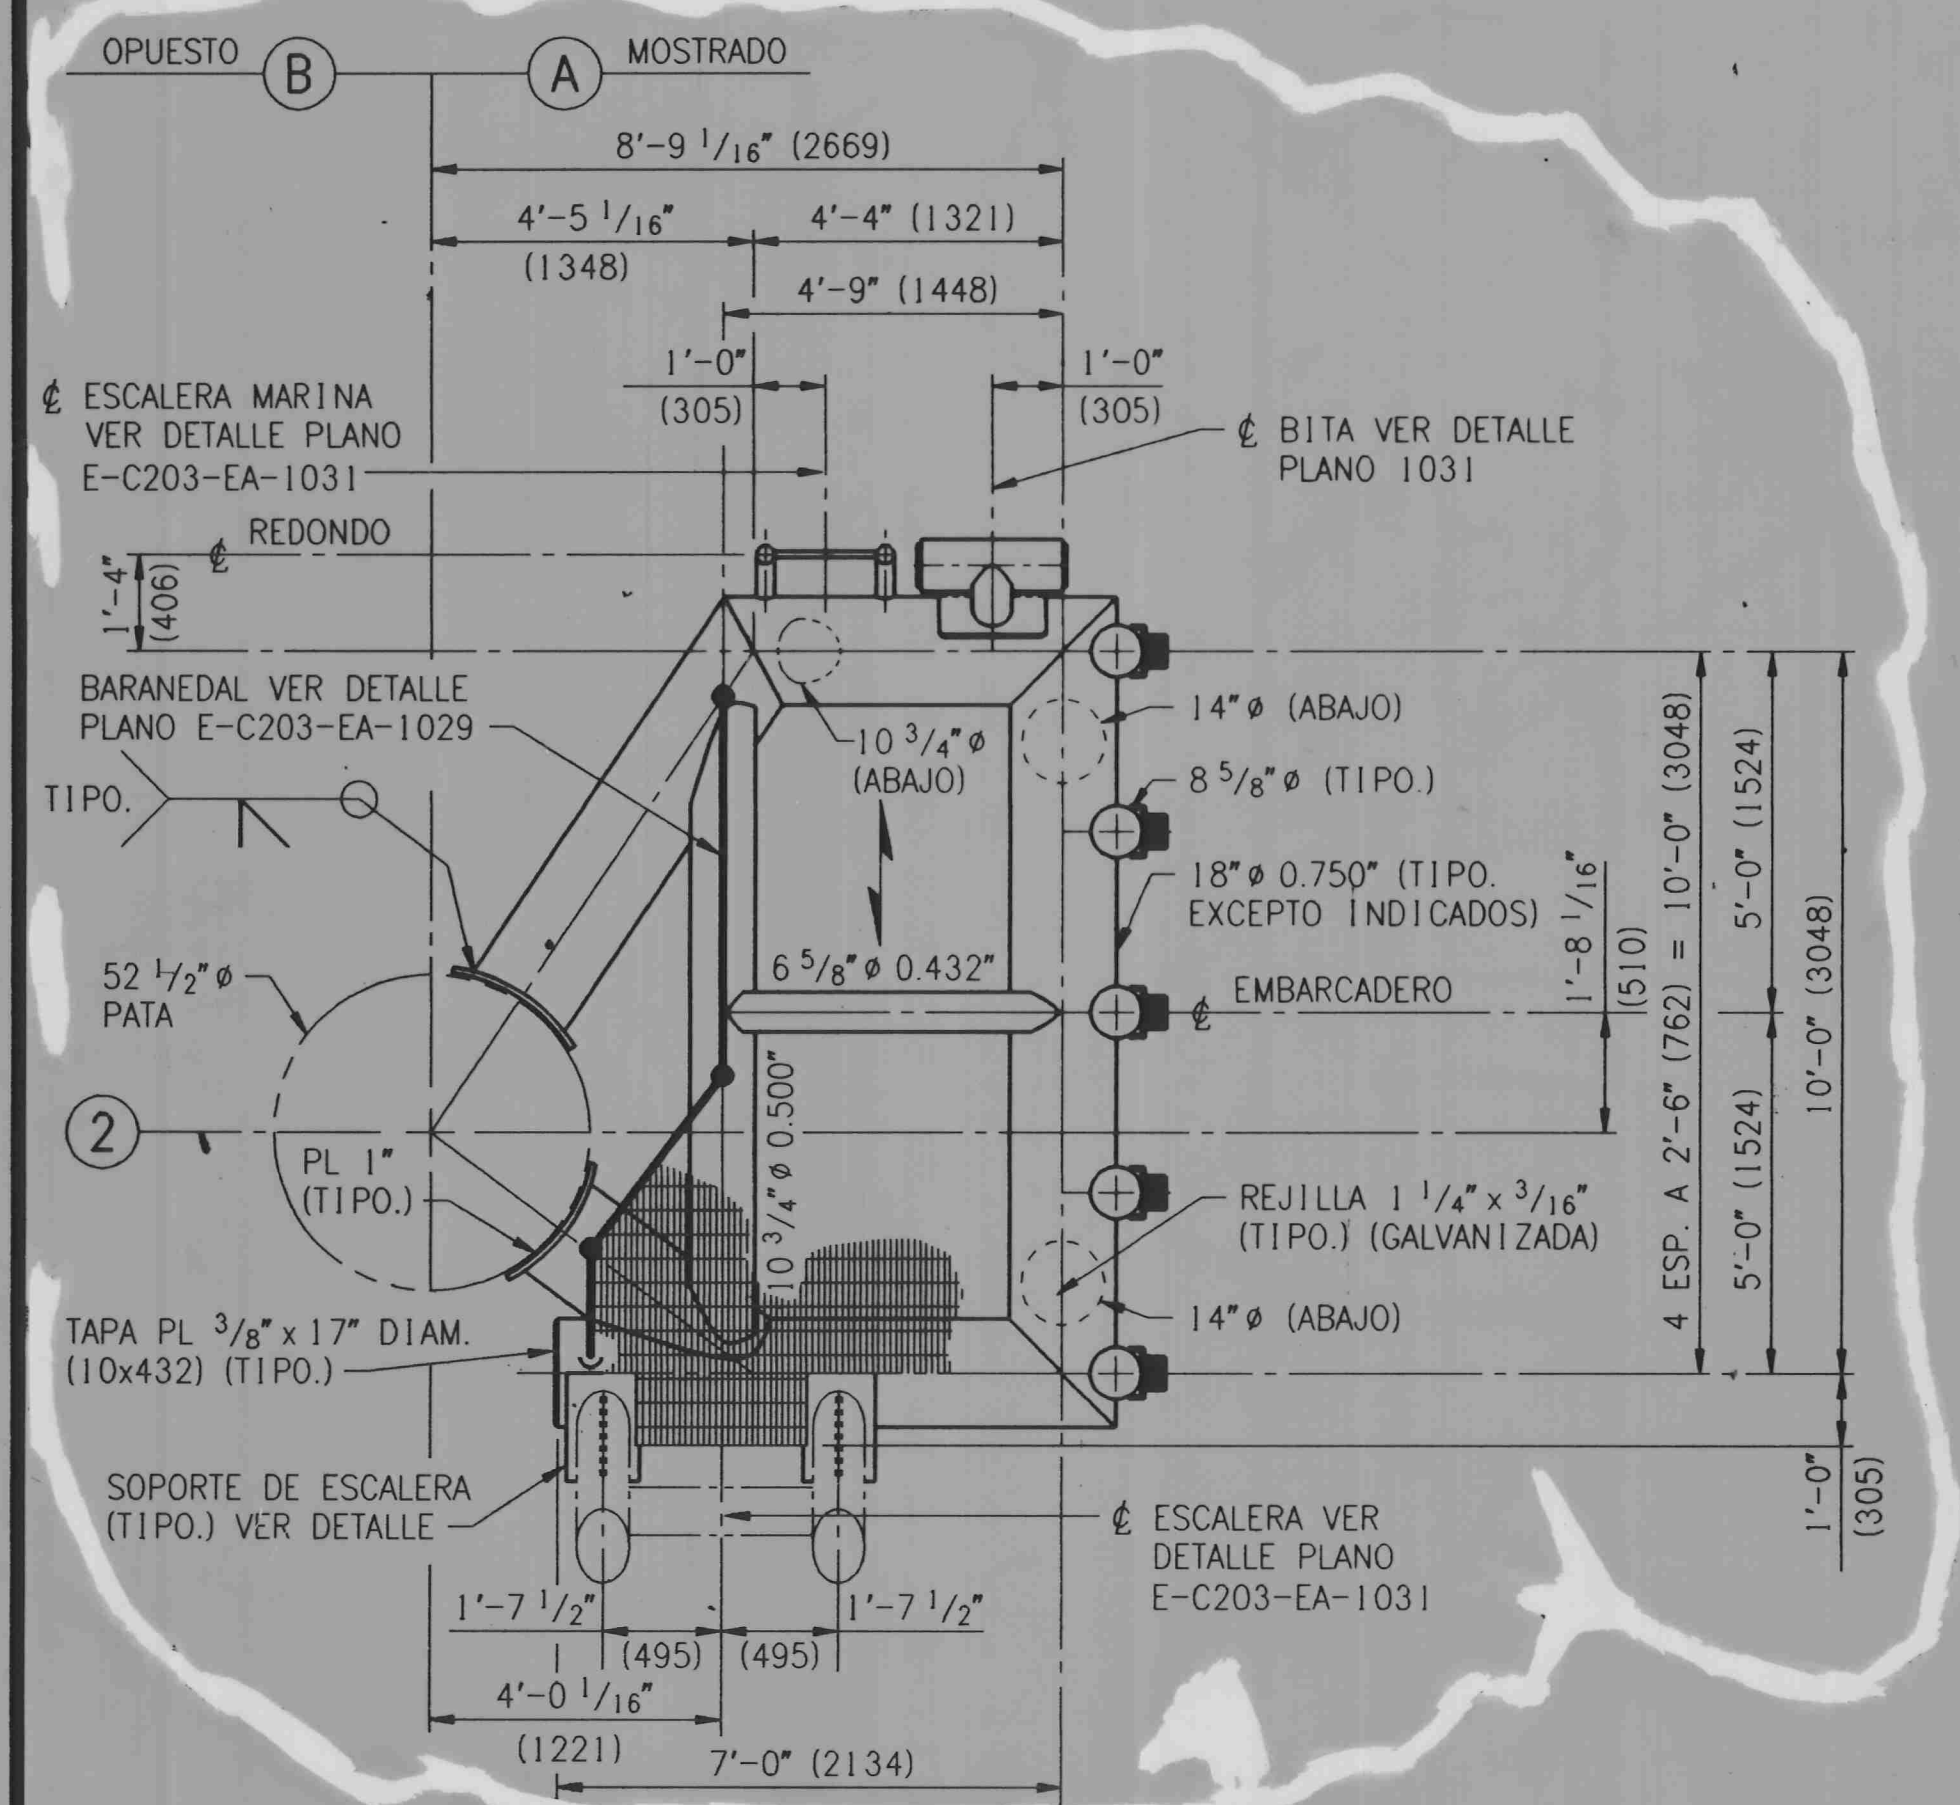 OPUESTO B A MOSTRADO
8'-9 1/16" (2669)
4'-5 1/16"
(1348)
4'-4" (1321)
4'-9" (1448)
1'-0"
(305)
1'-0"
(305)
℄ ESCALERA MARINA
VER DETALLE PLANO
E-C203-EA-1031
℄ BITA VER DETALLE
PLANO 1031
℄ REDONDO
1'-4"
(406)
BARANEDAL VER DETALLE
PLANO E-C203-EA-1029
TIPO.
10 3/4" ø
(ABAJO)
14" ø (ABAJO)
8 5/8" ø (TIPO.)
18" ø 0.750" (TIPO.
EXCEPTO INDICADOS)
6 5/8" ø 0.432"
52 1/2" ø
PATA
℄ EMBARCADERO
1'-8 1/16"
(510)
4 ESP. A 2'-6" (762) = 10'-0" (3048)
5'-0" (1524)
5'-0" (1524)
10'-0" (3048)
2
PL 1"
(TIPO.)
10 3/4" ø 0.500"
REJILLA 1 1/4" x 3/16"
(TIPO.) (GALVANIZADA)
14" ø (ABAJO)
TAPA PL 3/8" x 17" DIAM.
(10x432) (TIPO.)
SOPORTE DE ESCALERA
(TIPO.) VER DETALLE
℄ ESCALERA VER
DETALLE PLANO
E-C203-EA-1031
1'-0"
(305)
1'-7 1/2"
(495)
1'-7 1/2"
(495)
4'-0 1/16"
(1221)
7'-0" (2134)